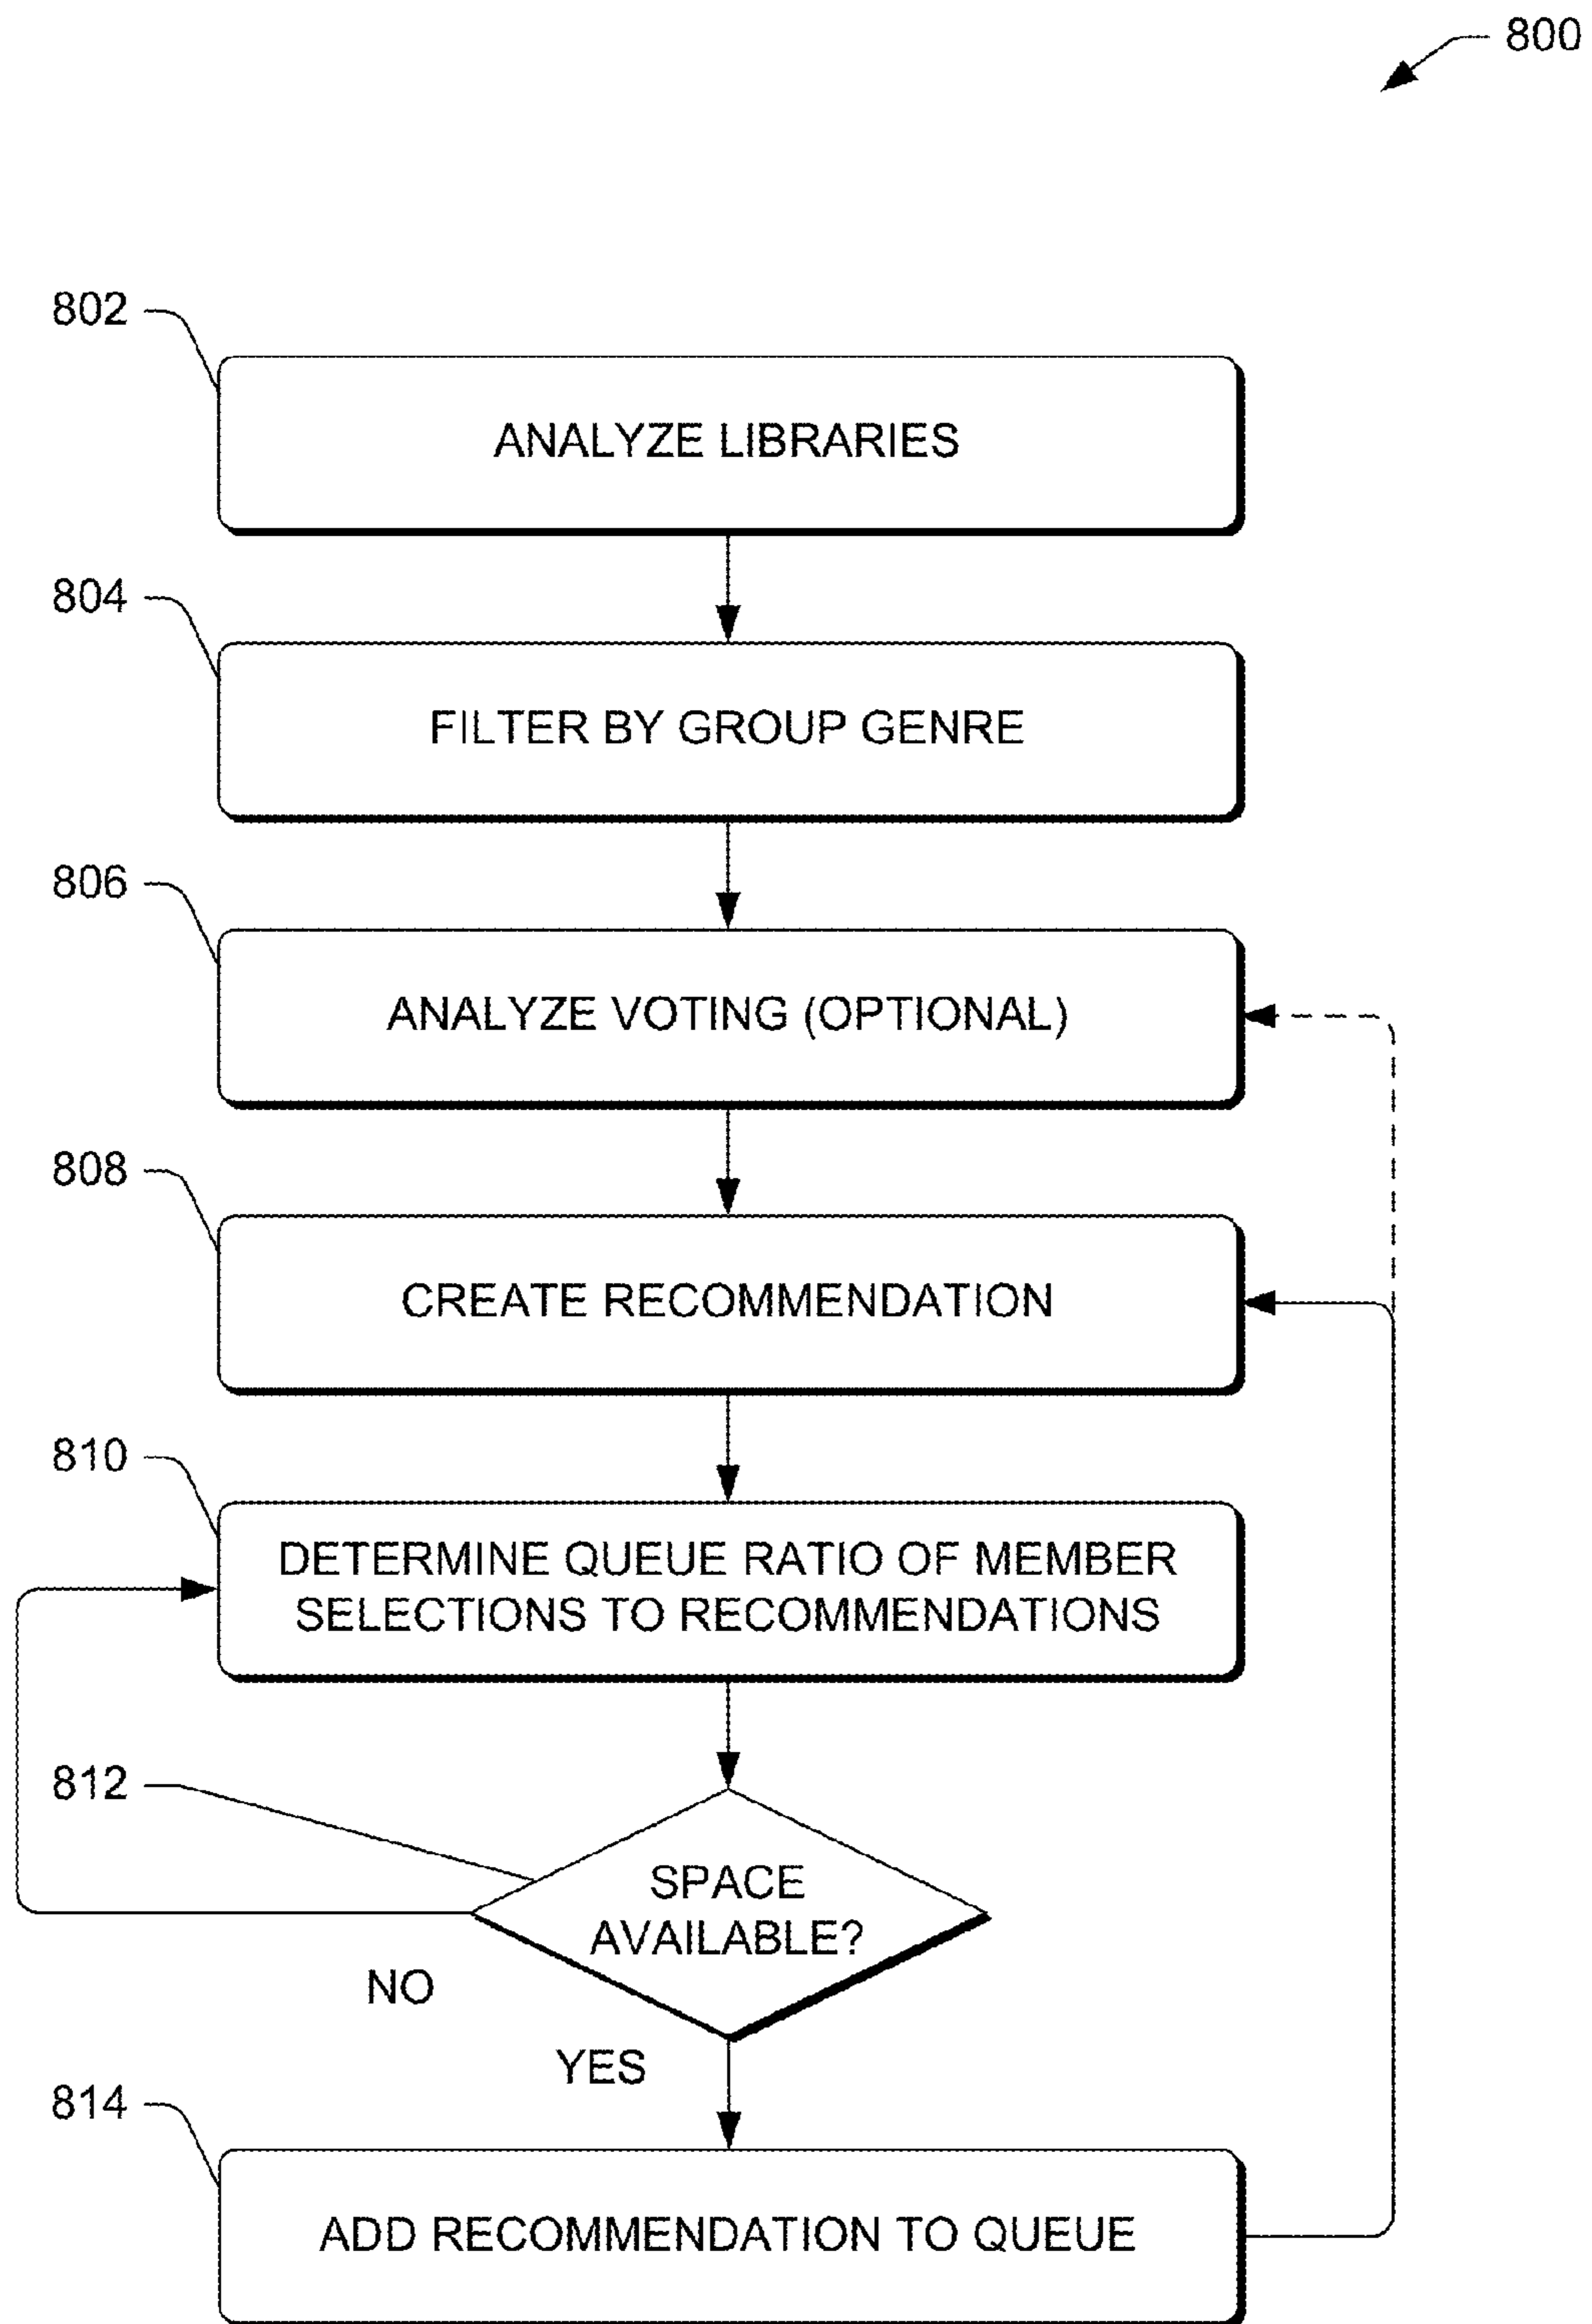 800
802
ANALYZE LIBRARIES
804
FILTER BY GROUP GENRE
806
ANALYZE VOTING (OPTIONAL)
808
CREATE RECOMMENDATION
810
DETERMINE QUEUE RATIO OF MEMBER
SELECTIONS TO RECOMMENDATIONS
812
SPACE
AVAILABLE?
NO
YES
814
ADD RECOMMENDATION TO QUEUE